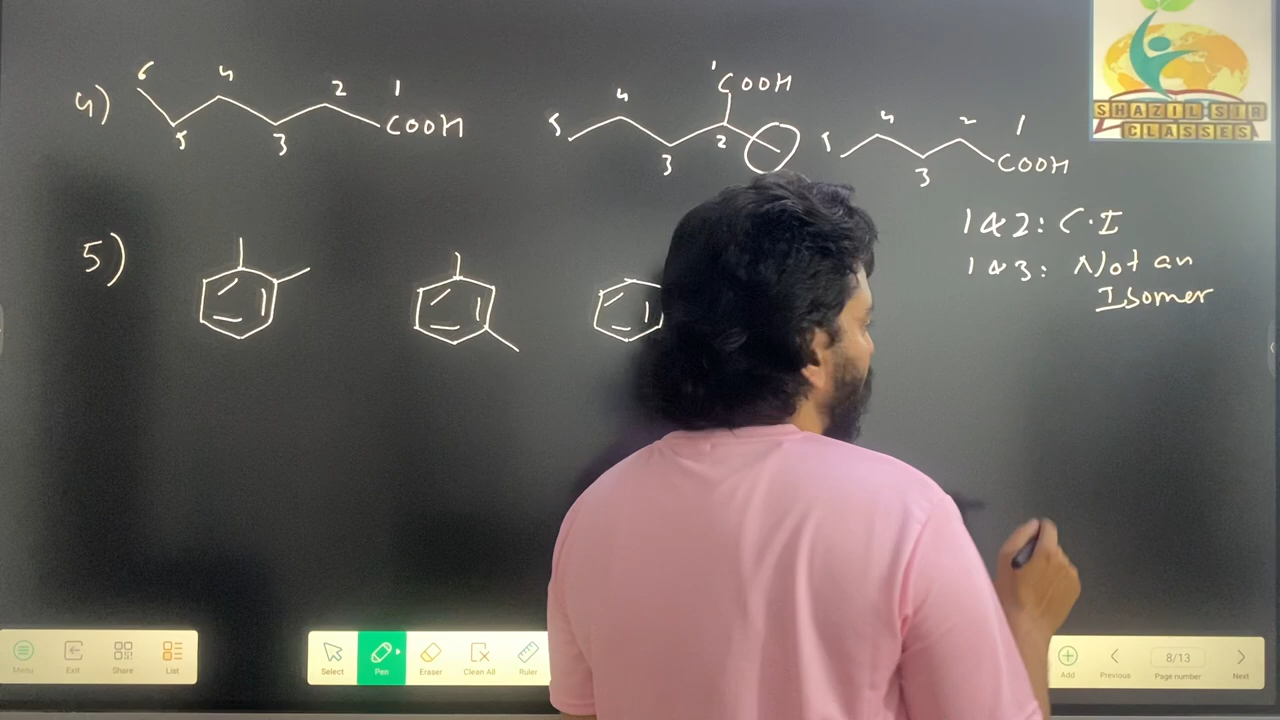 4)
6
4
2
1
COOH
5
3
1
COOH
5
4
3
2
5
4
3
2
1
COOH
1 & 2: C.I
1 & 3: Not an
Isomer
5)
SHAZIL SIR
CLASSES
Menu
Exit
Share
List
Select
Pen
Eraser
Clean All
Ruler
Add
Previous
8/13
Page number
Next